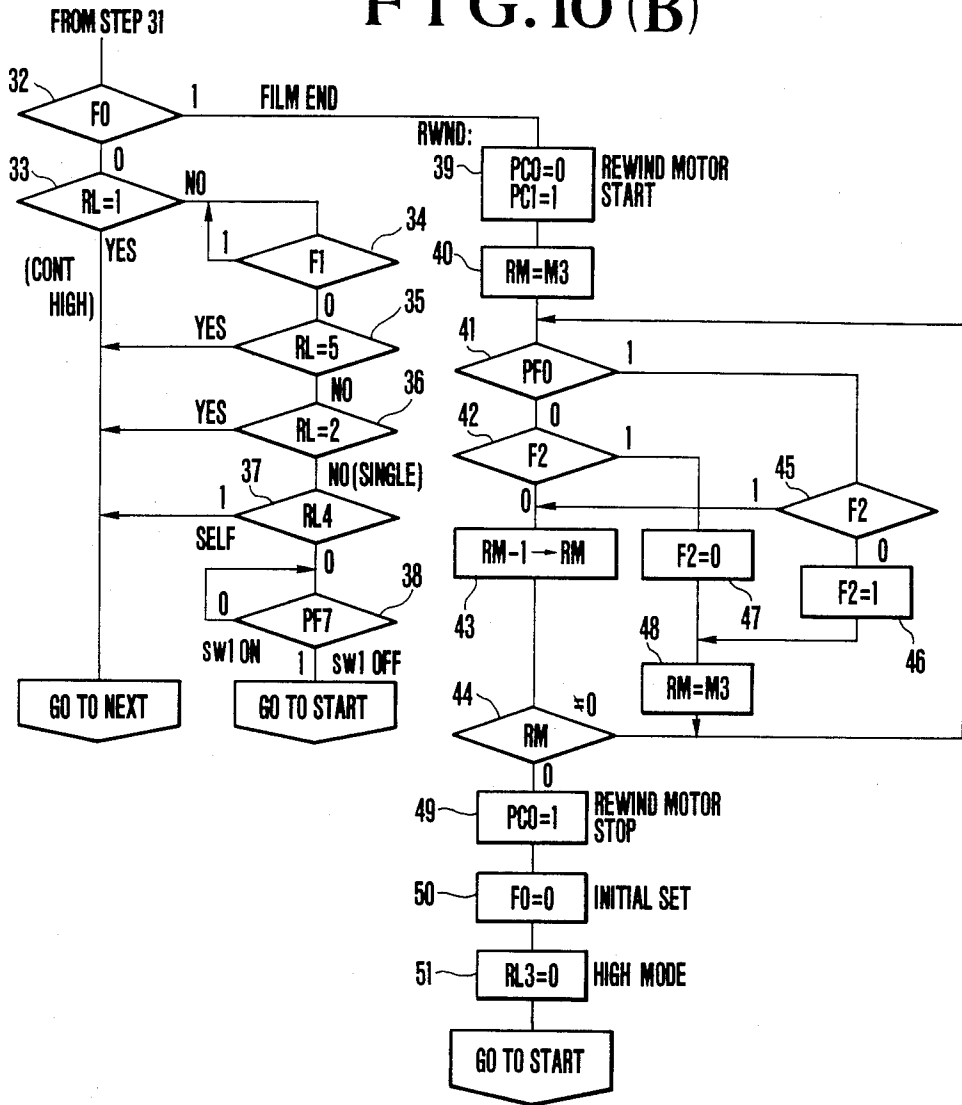 FIG. 10 (B)
FROM STEP 31
32
F0
1
FILM END
0
33
RL=1
NO
YES
(CONT
HIGH)
34
F1
1
0
35
RL=5
YES
NO
36
RL=2
YES
NO (SINGLE)
37
RL4
1
SELF
0
38
PF7
0
sw1 ON
1
sw1 OFF
GO TO NEXT
GO TO START
RWND:
39
PC0=0
PC1=1
REWIND MOTOR
START
40
RM=M3
41
PF0
1
0
42
F2
1
0
45
F2
1
0
43
RM-1→RM
F2=0
47
F2=1
46
48
RM=M3
44
RM
≠0
0
49
PC0=1
REWIND MOTOR
STOP
50
F0=0
INITIAL SET
51
RL3=0
HIGH MODE
GO TO START